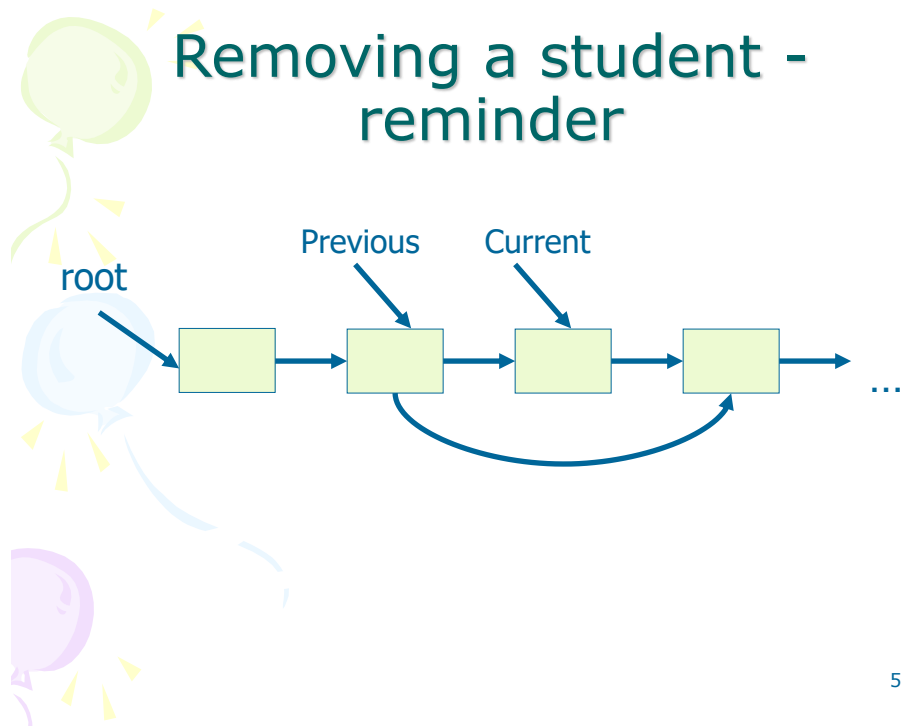 Removing a student -
reminder
Previous
Current
root
...
5